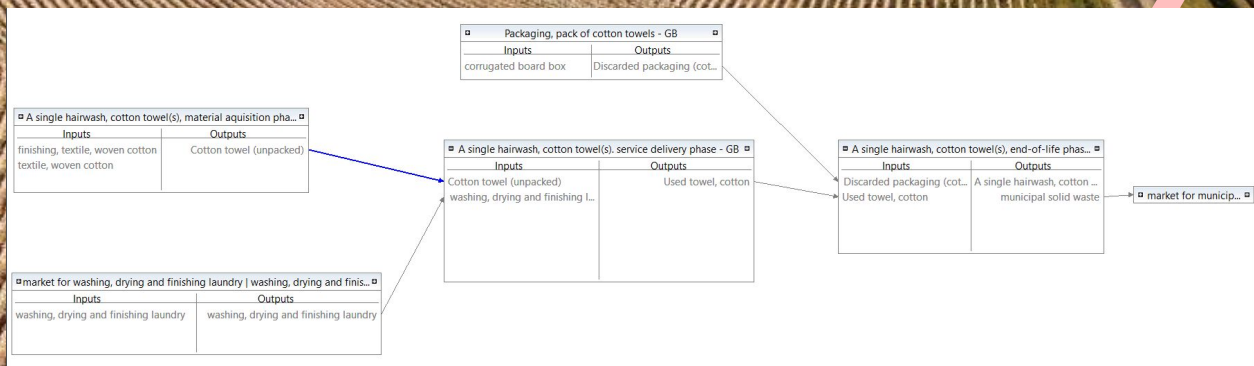 Packaging, pack of cotton towels - GB
Inputs Outputs
corrugated board box Discarded packaging (cot...
A single hairwash, cotton towel(s), material aquisition pha...
Inputs Outputs
finishing, textile, woven cotton Cotton towel (unpacked)
textile, woven cotton
A single hairwash, cotton towel(s). service delivery phase - GB
Inputs Outputs
Cotton towel (unpacked) Used towel, cotton
washing, drying and finishing l...
A single hairwash, cotton towel(s), end-of-life phas...
Inputs Outputs
Discarded packaging (cot... A single hairwash, cotton ...
Used towel, cotton municipal solid waste
market for municip...
market for washing, drying and finishing laundry | washing, drying and finis...
Inputs Outputs
washing, drying and finishing laundry washing, drying and finishing laundry